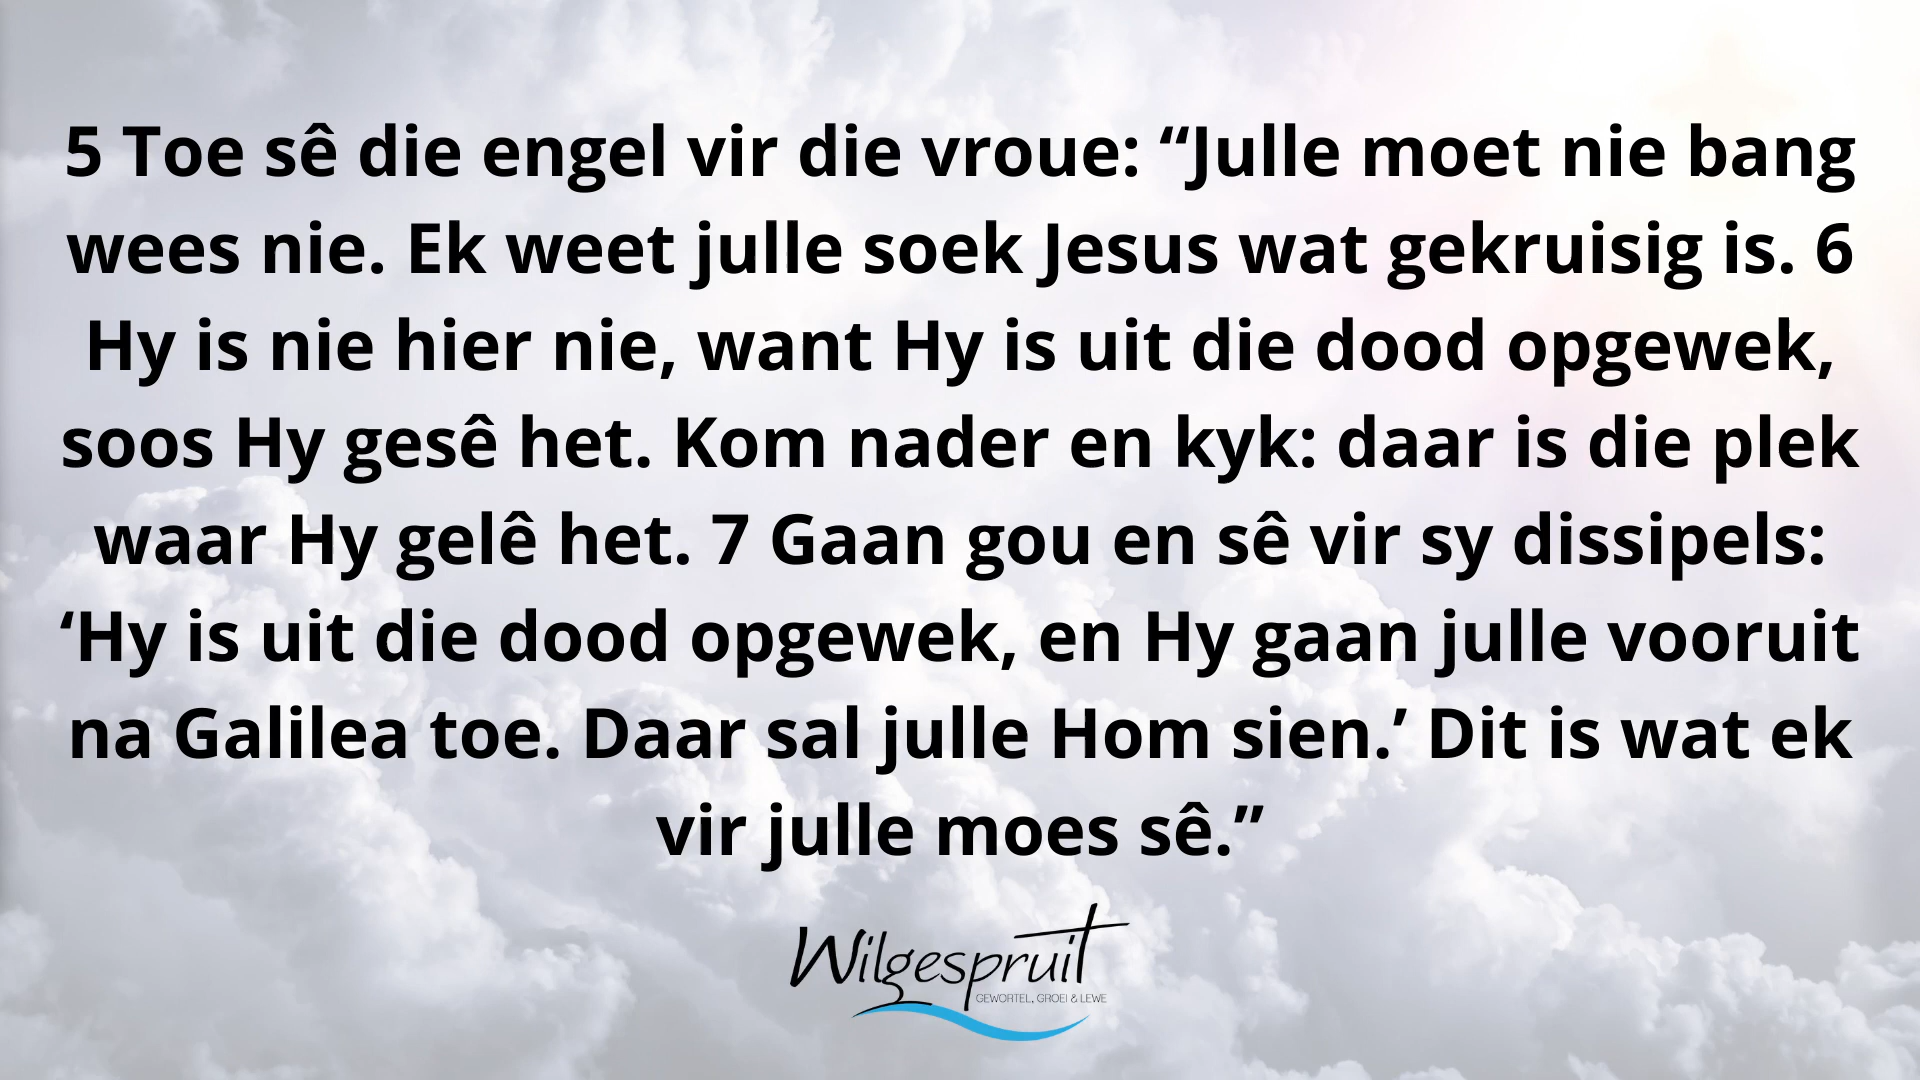 5 Toe sê die engel vir die vroue: “Julle moet nie bang
wees nie. Ek weet julle soek Jesus wat gekruisig is. 6
Hy is nie hier nie, want Hy is uit die dood opgewek,
soos Hy gesê het. Kom nader en kyk: daar is die plek
waar Hy gelê het. 7 Gaan gou en sê vir sy dissipels:
‘Hy is uit die dood opgewek, en Hy gaan julle vooruit
na Galilea toe. Daar sal julle Hom sien.’ Dit is wat ek
vir julle moes sê.”
Wilgespruit
GEWORTEL, GROEI & LEWE